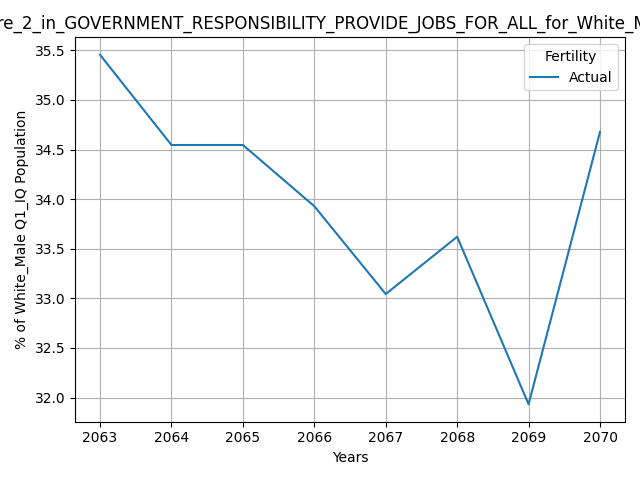 re_2_in_GOVERNMENT_RESPONSIBILITY_PROVIDE_JOBS_FOR_ALL_for_White_M
Fertility
Actual
35.5
35.0
34.5
34.0
33.5
33.0
32.5
32.0
% of White_Male Q1_IQ Population
2063 2064 2065 2066 2067 2068 2069 2070
Years